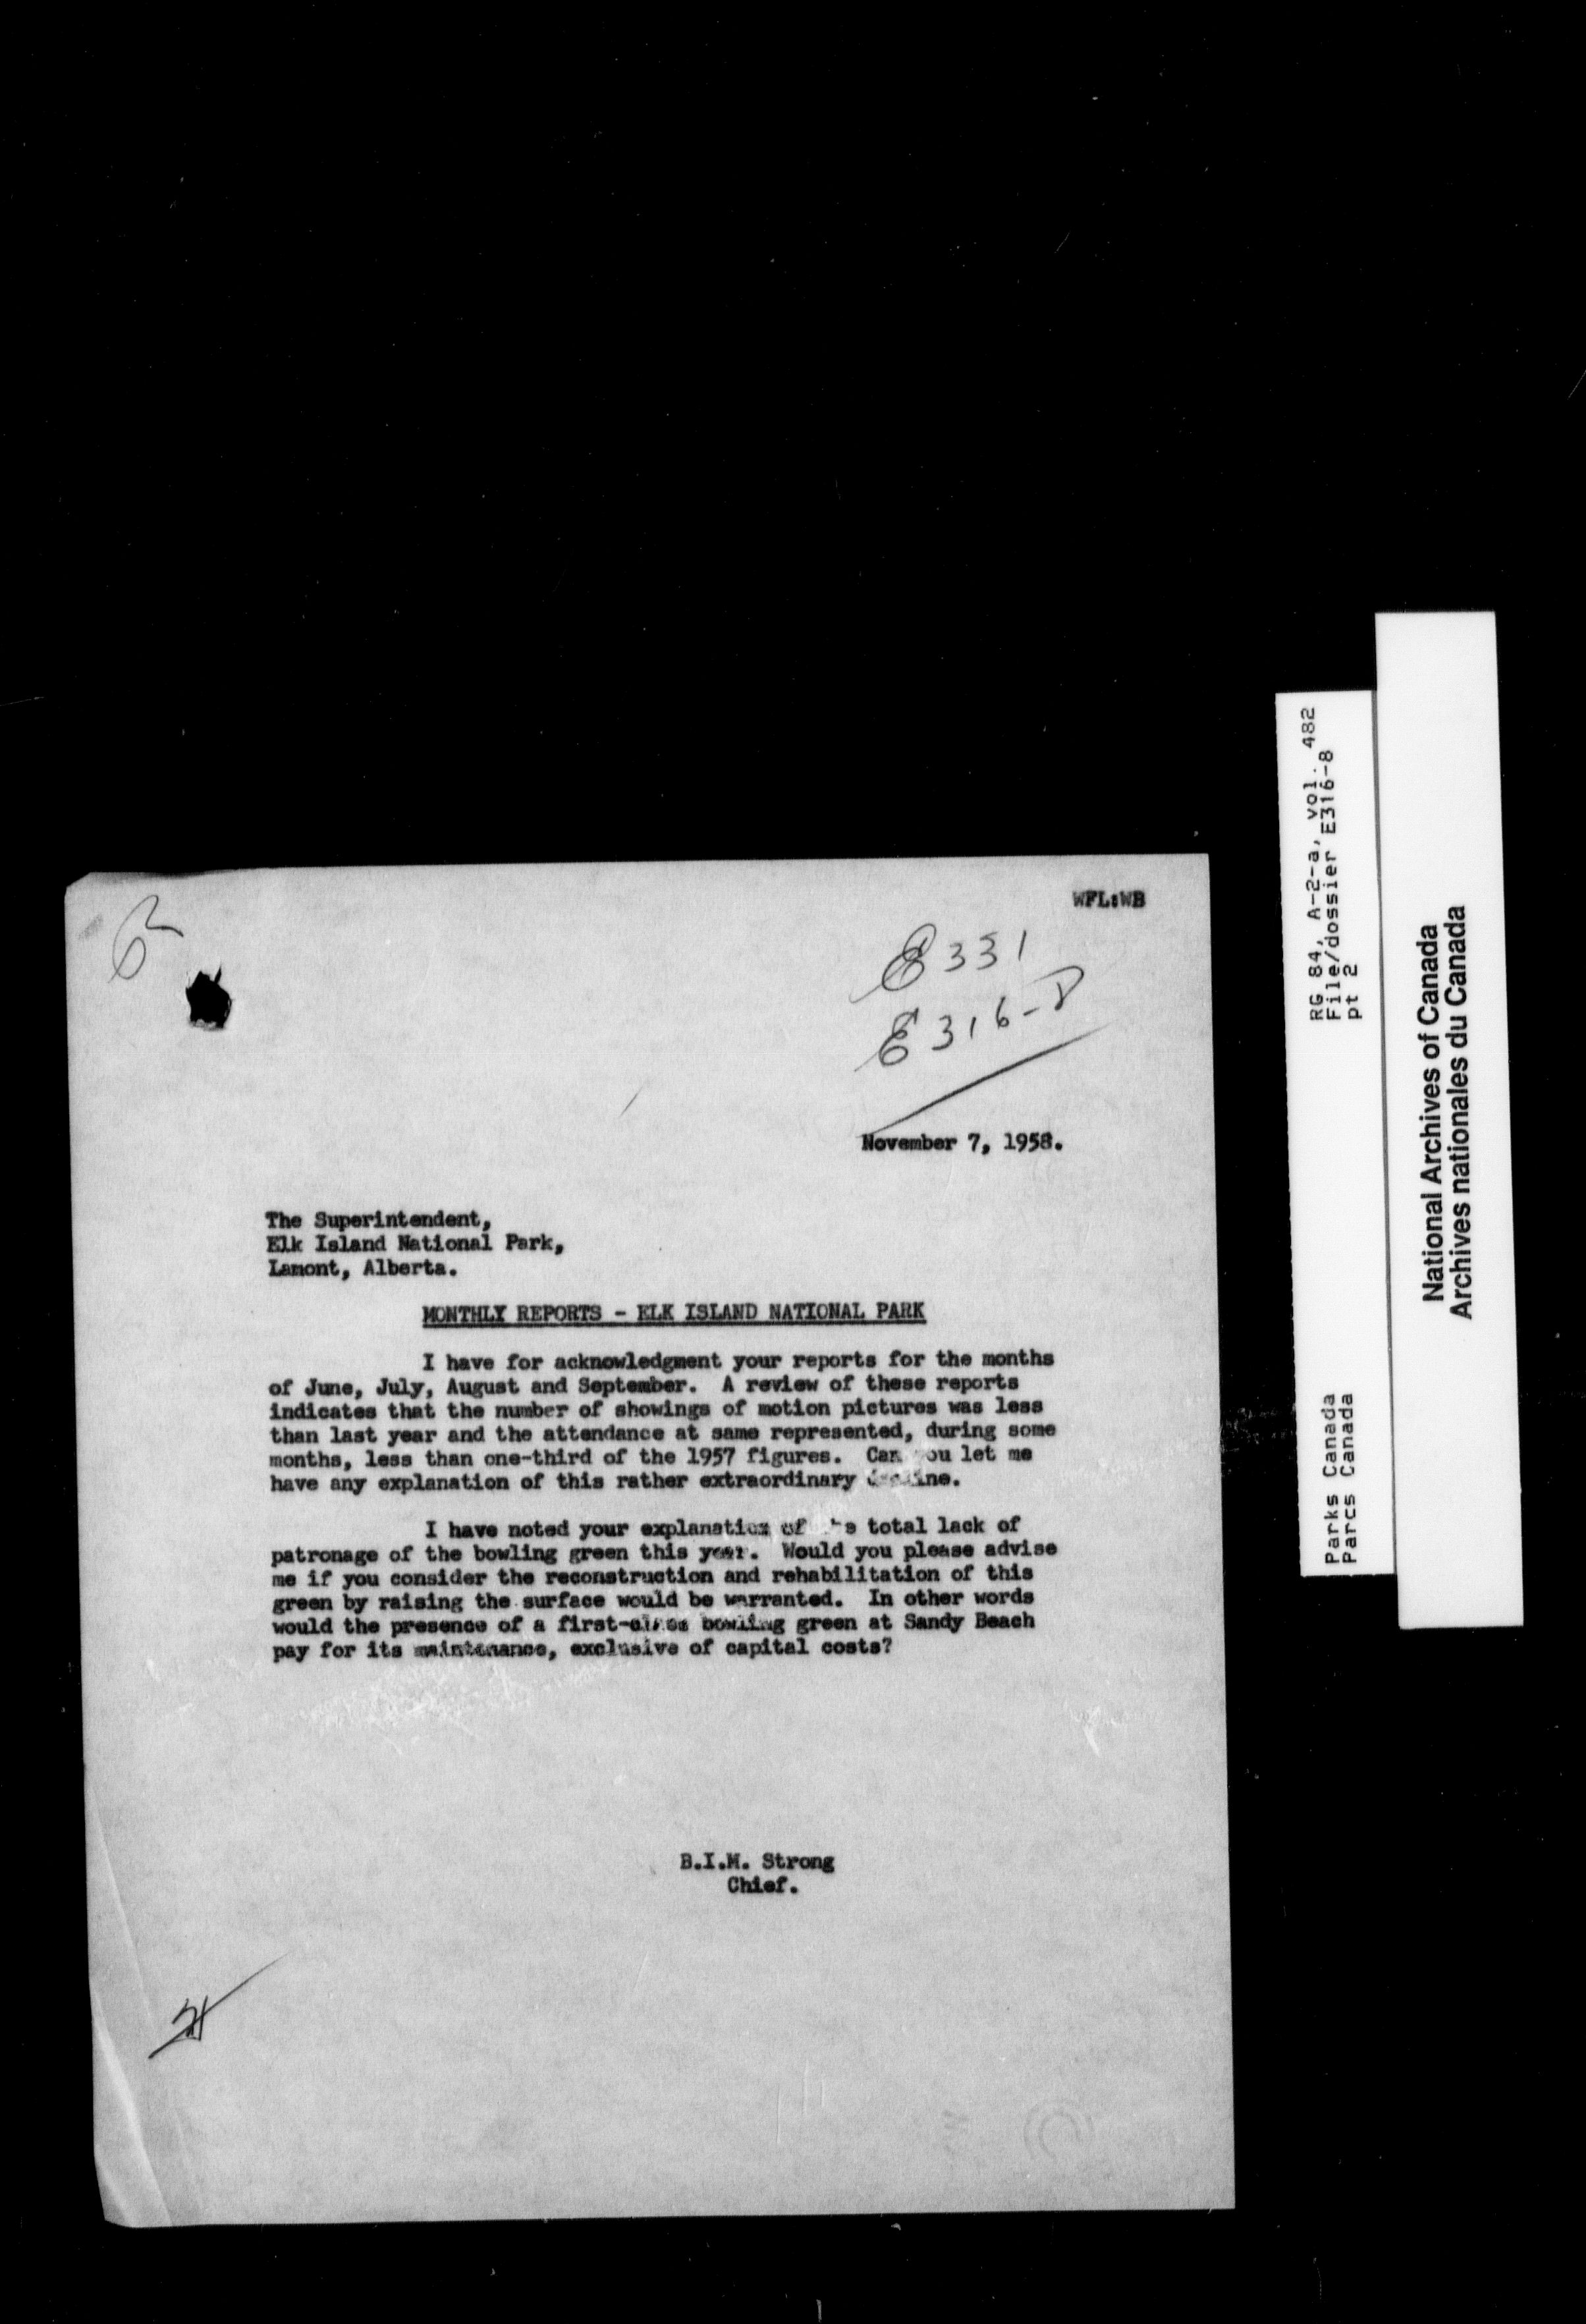 WFL:WB
E331
E316-D
November 7, 1958.
The Superintendent,
Elk Island National Park,
Lamont, Alberta.
MONTHLY REPORTS - ELK ISLAND NATIONAL PARK
I have for acknowledgment your reports for the months
of June, July, August and September. A review of these reports
indicates that the number of showings of motion pictures was less
than last year and the attendance at same represented, during some
months, less than one-third of the 1957 figures. Can you let me
have any explanation of this rather extraordinary decline.
I have noted your explanation of the total lack of
patronage of the bowling green this year. Would you please advise
me if you consider the reconstruction and rehabilitation of this
green by raising the surface would be warranted. In other words
would the presence of a first-class bowling green at Sandy Beach
pay for its maintenance, exclusive of capital costs?
B.I.M. Strong
Chief.
RG 84, A-2-a, vol. 482
File/dossier E316-8
pt 2
Parks Canada
Parcs Canada
National Archives of Canada
Archives nationales du Canada